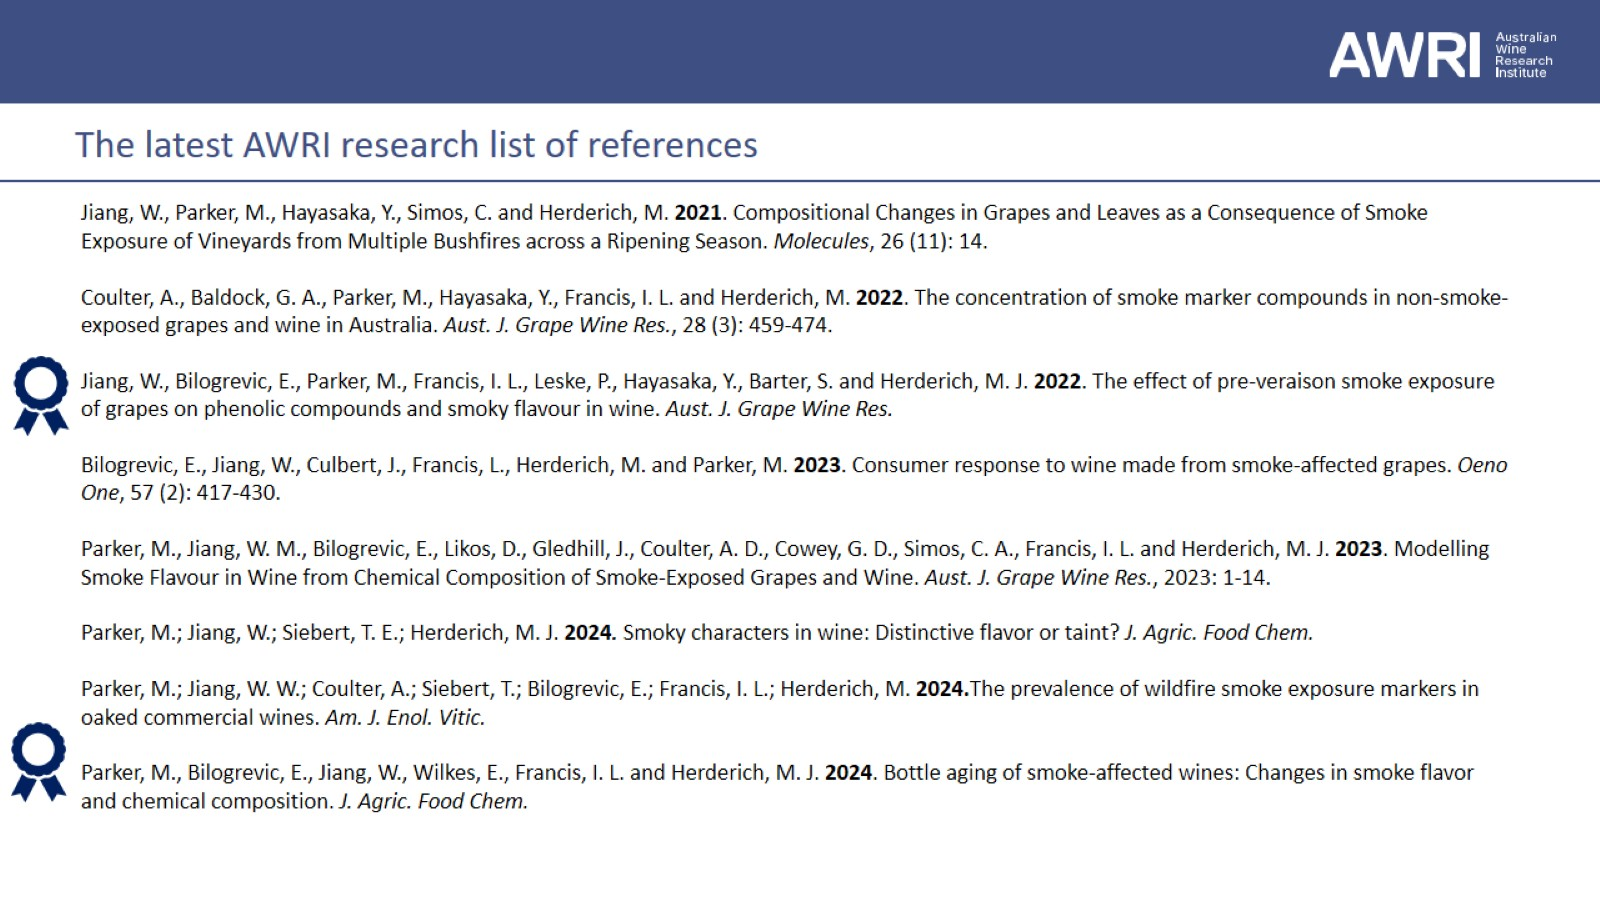 AWRI
Australian
Wine
Research
Institute
The latest AWRI research list of references
Jiang, W., Parker, M., Hayasaka, Y., Simos, C. and Herderich, M. 2021. Compositional Changes in Grapes and Leaves as a Consequence of Smoke
Exposure of Vineyards from Multiple Bushfires across a Ripening Season. Molecules, 26 (11): 14.
Coulter, A., Baldock, G. A., Parker, M., Hayasaka, Y., Francis, I. L. and Herderich, M. 2022. The concentration of smoke marker compounds in non-smoke-
exposed grapes and wine in Australia. Aust. J. Grape Wine Res., 28 (3): 459-474.
Jiang, W., Bilogrevic, E., Parker, M., Francis, I. L., Leske, P., Hayasaka, Y., Barter, S. and Herderich, M. J. 2022. The effect of pre-veraison smoke exposure
of grapes on phenolic compounds and smoky flavour in wine. Aust. J. Grape Wine Res.
Bilogrevic, E., Jiang, W., Culbert, J., Francis, L., Herderich, M. and Parker, M. 2023. Consumer response to wine made from smoke-affected grapes. Oeno
One, 57 (2): 417-430.
Parker, M., Jiang, W. M., Bilogrevic, E., Likos, D., Gledhill, J., Coulter, A. D., Cowey, G. D., Simos, C. A., Francis, I. L. and Herderich, M. J. 2023. Modelling
Smoke Flavour in Wine from Chemical Composition of Smoke-Exposed Grapes and Wine. Aust. J. Grape Wine Res., 2023: 1-14.
Parker, M.; Jiang, W.; Siebert, T. E.; Herderich, M. J. 2024. Smoky characters in wine: Distinctive flavor or taint? J. Agric. Food Chem.
Parker, M.; Jiang, W. W.; Coulter, A.; Siebert, T.; Bilogrevic, E.; Francis, I. L.; Herderich, M. 2024.The prevalence of wildfire smoke exposure markers in
oaked commercial wines. Am. J. Enol. Vitic.
Parker, M., Bilogrevic, E., Jiang, W., Wilkes, E., Francis, I. L. and Herderich, M. J. 2024. Bottle aging of smoke-affected wines: Changes in smoke flavor
and chemical composition. J. Agric. Food Chem.